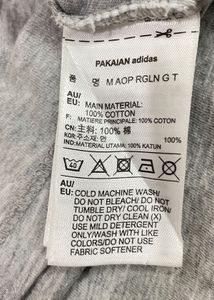 PAKAIAN adidas
품 명 M AOP RGLN G T
AU/
EU: MAIN MATERIAL:
100% COTTON
F: MATIERE PRINCIPALE: 100% COTON
CN: 主料: 100% 棉
KR: 주소재, 면 100%
IND: MATERIAL UTAMA: 100% KATUN
40
AU/
EU: COLD MACHINE WASH/
DO NOT BLEACH/ DO NOT
TUMBLE DRY/ COOL IRON/
DO NOT DRY CLEAN (X)
USE MILD DETERGENT
ONLY/WASH WITH LIKE
COLORS/DO NOT USE
FABRIC SOFTENER